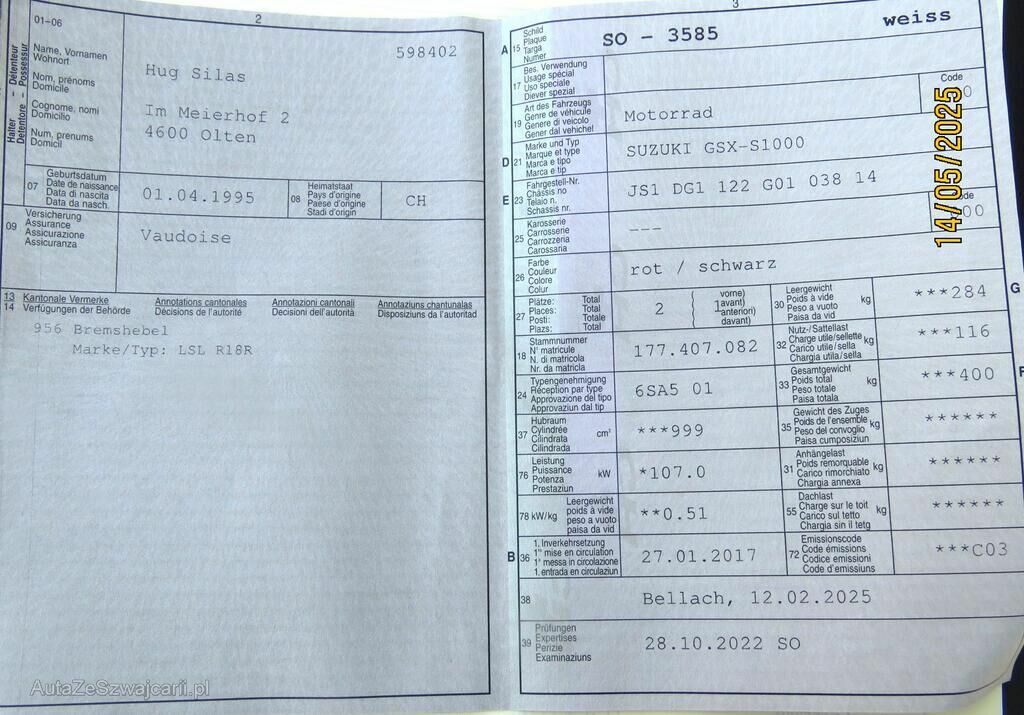 2
01-06
Halter - Détenteur
Detentore - Possessur
Name, Vornamen
Wohnort
Nom, prénoms
Domicile
Cognome, nomi
Domicilio
Num, prenums
Domicil
598402
Hug Silas
Im Meierhof 2
4600 Olten
07
Geburtsdatum
Date de naissance
Data di nascita
Data da nasch.
01.04.1995
08
Heimatstaat
Pays d'origine
Paese d'origine
Stadi d'origin
CH
09
Versicherung
Assurance
Assicurazione
Assicuranza
Vaudoise
13 Kantonale Vermerke
14 Verfügungen der Behörde
Annotations cantonales
Décisions de l'autorité
Annotazioni cantonali
Decisioni dell'autorità
Annotaziuns chantunalas
Disposiziuns da l'autoritad
956 Bremshebel
Marke/Typ: LSL R18R
AutaZeSzwajcarii.pl
3
A 15
Schild
Plaque
Targa
Numer
SO - 3585
weiss
17
Bes. Verwendung
Usage spécial
Uso speciale
Diever spezial
19
Art des Fahrzeugs
Genre de véhicule
Genere di veicolo
Gener dal vehichel
Motorrad
Code
D 21
Marke und Typ
Marque et type
Marca e tipo
Marca e tip
SUZUKI GSX-S1000
E 23
Fahrgestell-Nr.
Châssis no
Telaio n.
Schassis nr.
JS1 DG1 122 G01 038 14
25
Karosserie
Carrosserie
Carrozzeria
Carossaria
---
14/05/2025
26
Farbe
Couleur
Colore
Colur
rot / schwarz
27
Plätze: Total
Places: Total
Posti: Totale
Plazs: Total
2
vorne)
1avant)
anteriori)
davant)
30
Leergewicht
Poids à vide
Peso a vuoto
Paisa da vid
kg
***284
G
18
Stammnummer
N° matricule
N. di matricola
Nr. da matricla
177.407.082
32
Nutz-/Sattellast
Charge utile/sellette
Carico utile/sella
Chargia utila/sella
kg
***116
24
Typengenehmigung
Réception par type
Approvazione del tipo
Approvaziun dal tip
6SA5 01
33
Gesamtgewicht
Poids total
Peso totale
Paisa totala
kg
***400
F
37
Hubraum
Cylindrée
Cilindrata
Cilindrada
cm³
***999
35
Gewicht des Zuges
Poids de l'ensemble
Peso del convoglio
Paisa cumposiziun
kg
******
76
Leistung
Puissance
Potenza
Prestaziun
kW
*107.0
31
Anhängelast
Poids remorquable
Carico rimorchiato
Chargia annexa
kg
******
78 kW/kg
Leergewicht
poids à vide
peso a vuoto
paisa da vid
**0.51
55
Dachlast
Charge sur le toit
Carico sul tetto
Chargia sin il tetg
kg
******
B 36
1. Inverkehrsetzung
1re mise en circulation
1a messa in circolazione
1. entrada en circulaziun
27.01.2017
72
Emissionscode
Code émissions
Codice emissioni
Code d'emissiuns
***C03
38
Bellach, 12.02.2025
39
Prüfungen
Expertises
Perizie
Examinaziuns
28.10.2022 SO